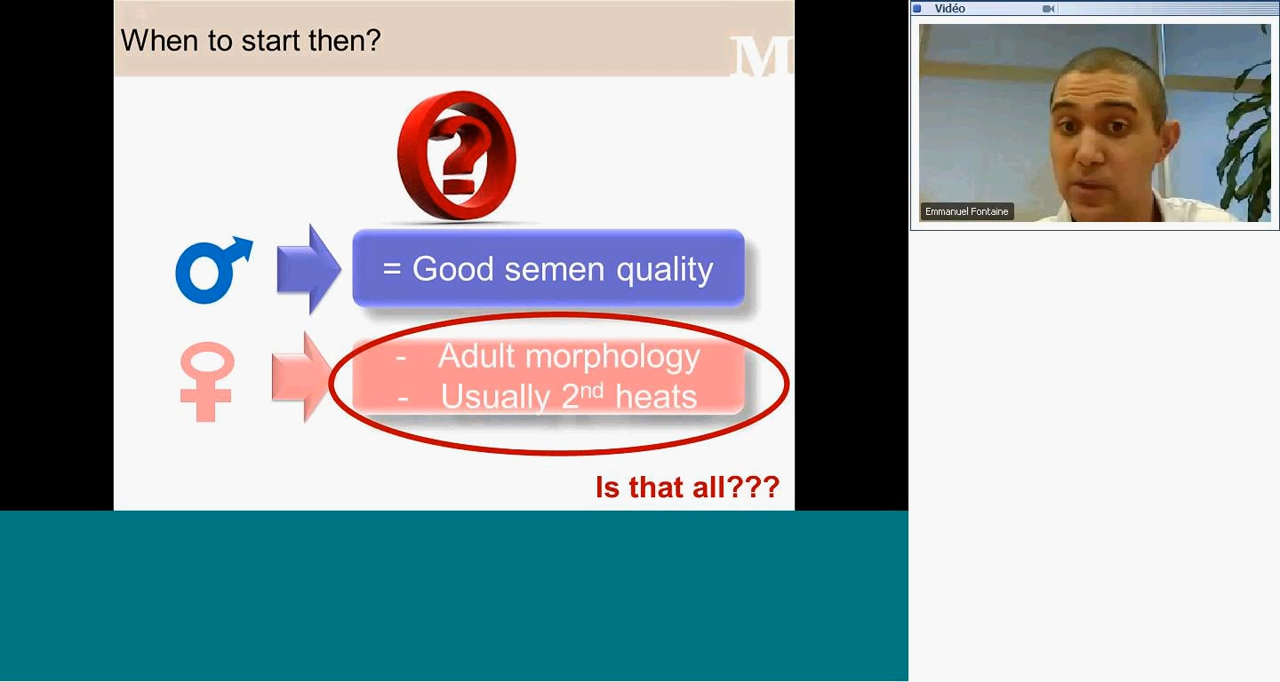 When to start then?
M
= Good semen quality
- Adult morphology
- Usually 2nd heats
Is that all???
Vidéo
Emmanuel Fontaine